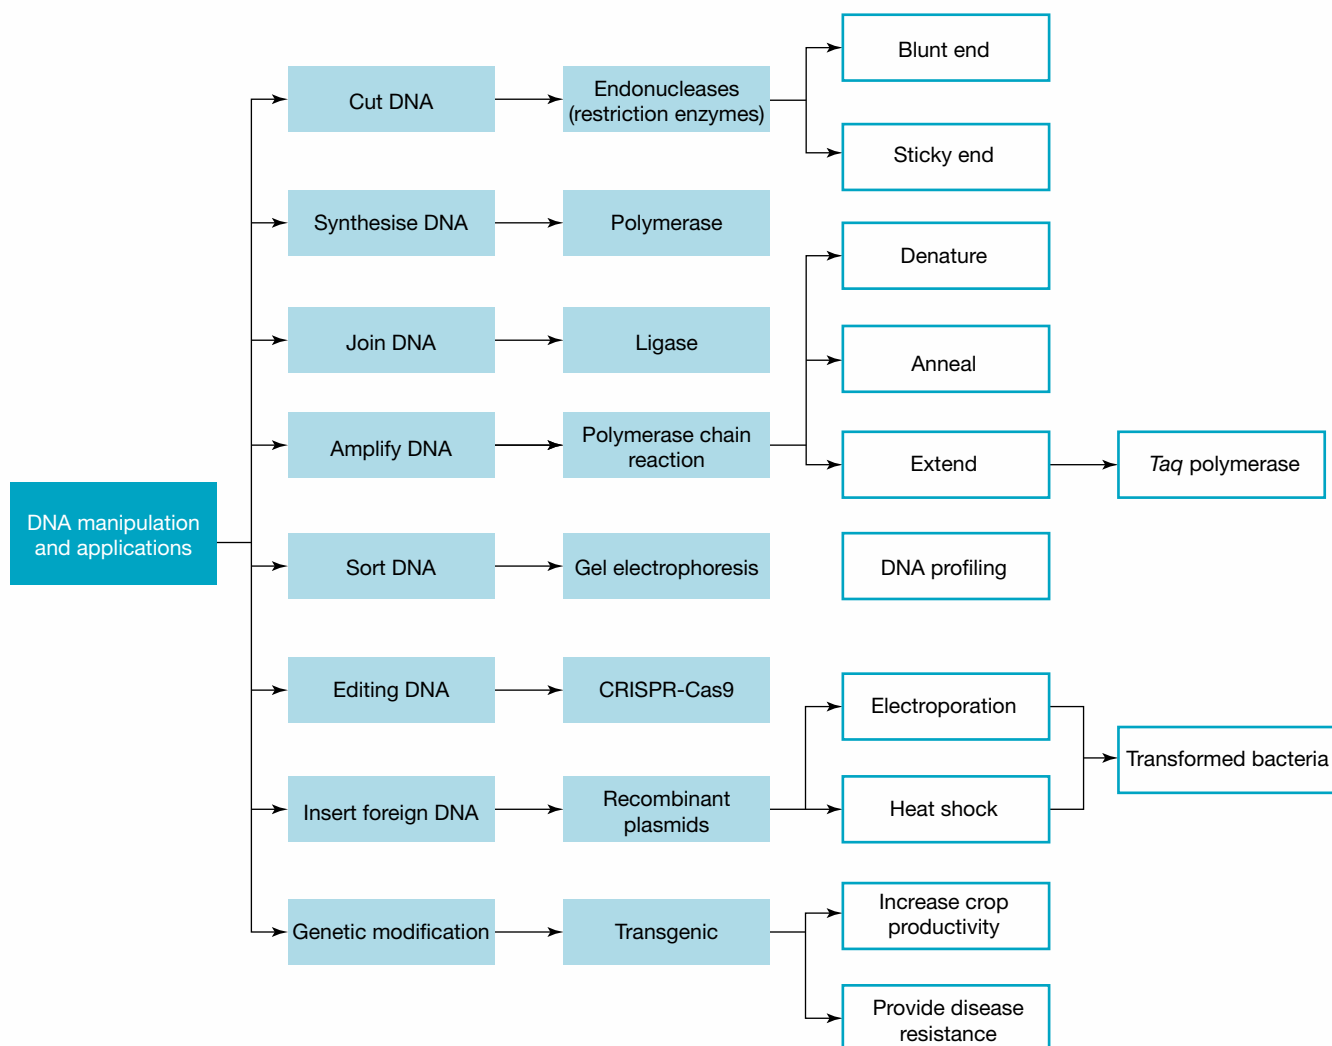 Blunt end
Cut DNA
Endonucleases
(restriction enzymes)
Sticky end
Synthesise DNA
Polymerase
Denature
Join DNA
Ligase
Anneal
Amplify DNA
Polymerase chain
reaction
Extend
Taq polymerase
DNA manipulation
and applications
Sort DNA
Gel electrophoresis
DNA profiling
Editing DNA
CRISPR-Cas9
Electroporation
Transformed bacteria
Insert foreign DNA
Recombinant
plasmids
Heat shock
Genetic modification
Transgenic
Increase crop
productivity
Provide disease
resistance